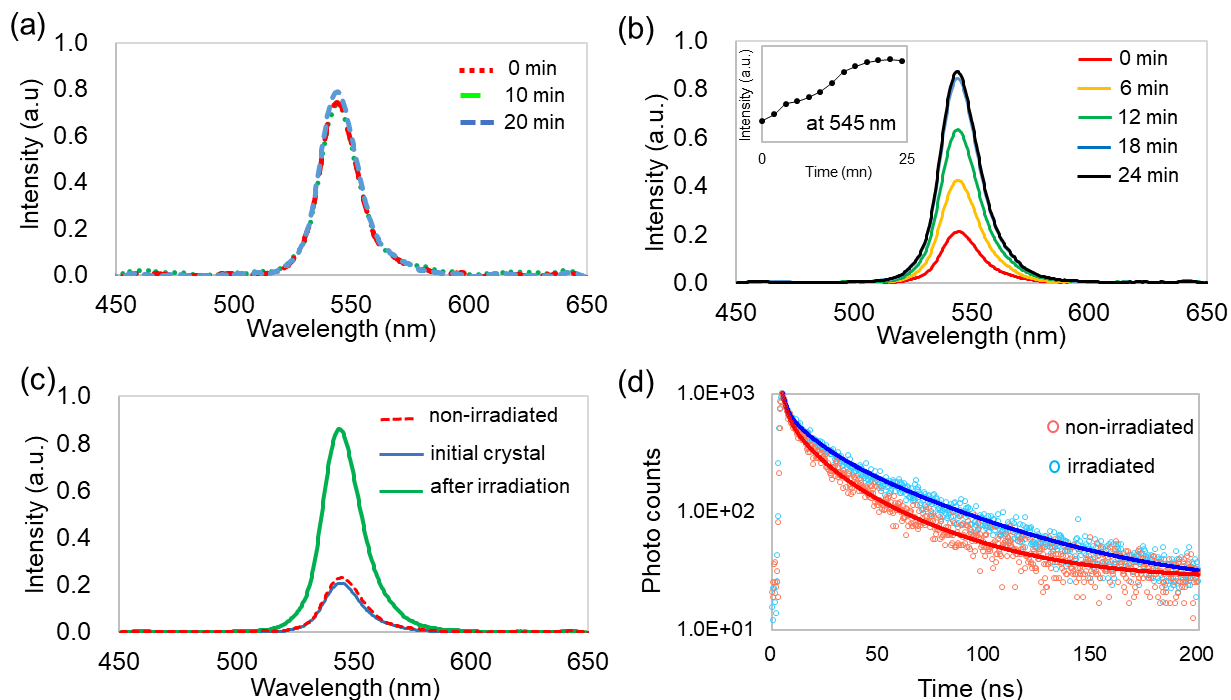 (a)
1.0
0.8
0.6
0.4
0.2
0.0
Intensity (a.u)
0 min
10 min
20 min
450
500
550
600
650
Wavelength (nm)
(b)
1.0
0.8
0.6
0.4
0.2
0.0
Intensity (a.u.)
Intensity (a.u.)
at 545 nm
0
25
Time (mn)
0 min
6 min
12 min
18 min
24 min
450
500
550
600
650
Wavelength (nm)
(c)
1.0
0.8
0.6
0.4
0.2
0.0
Intensity (a.u.)
non-irradiated
initial crystal
after irradiation
450
500
550
600
650
Wavelength (nm)
(d)
1.0E+03
1.0E+02
1.0E+01
Photo counts
non-irradiated
irradiated
0
50
100
150
200
Time (ns)